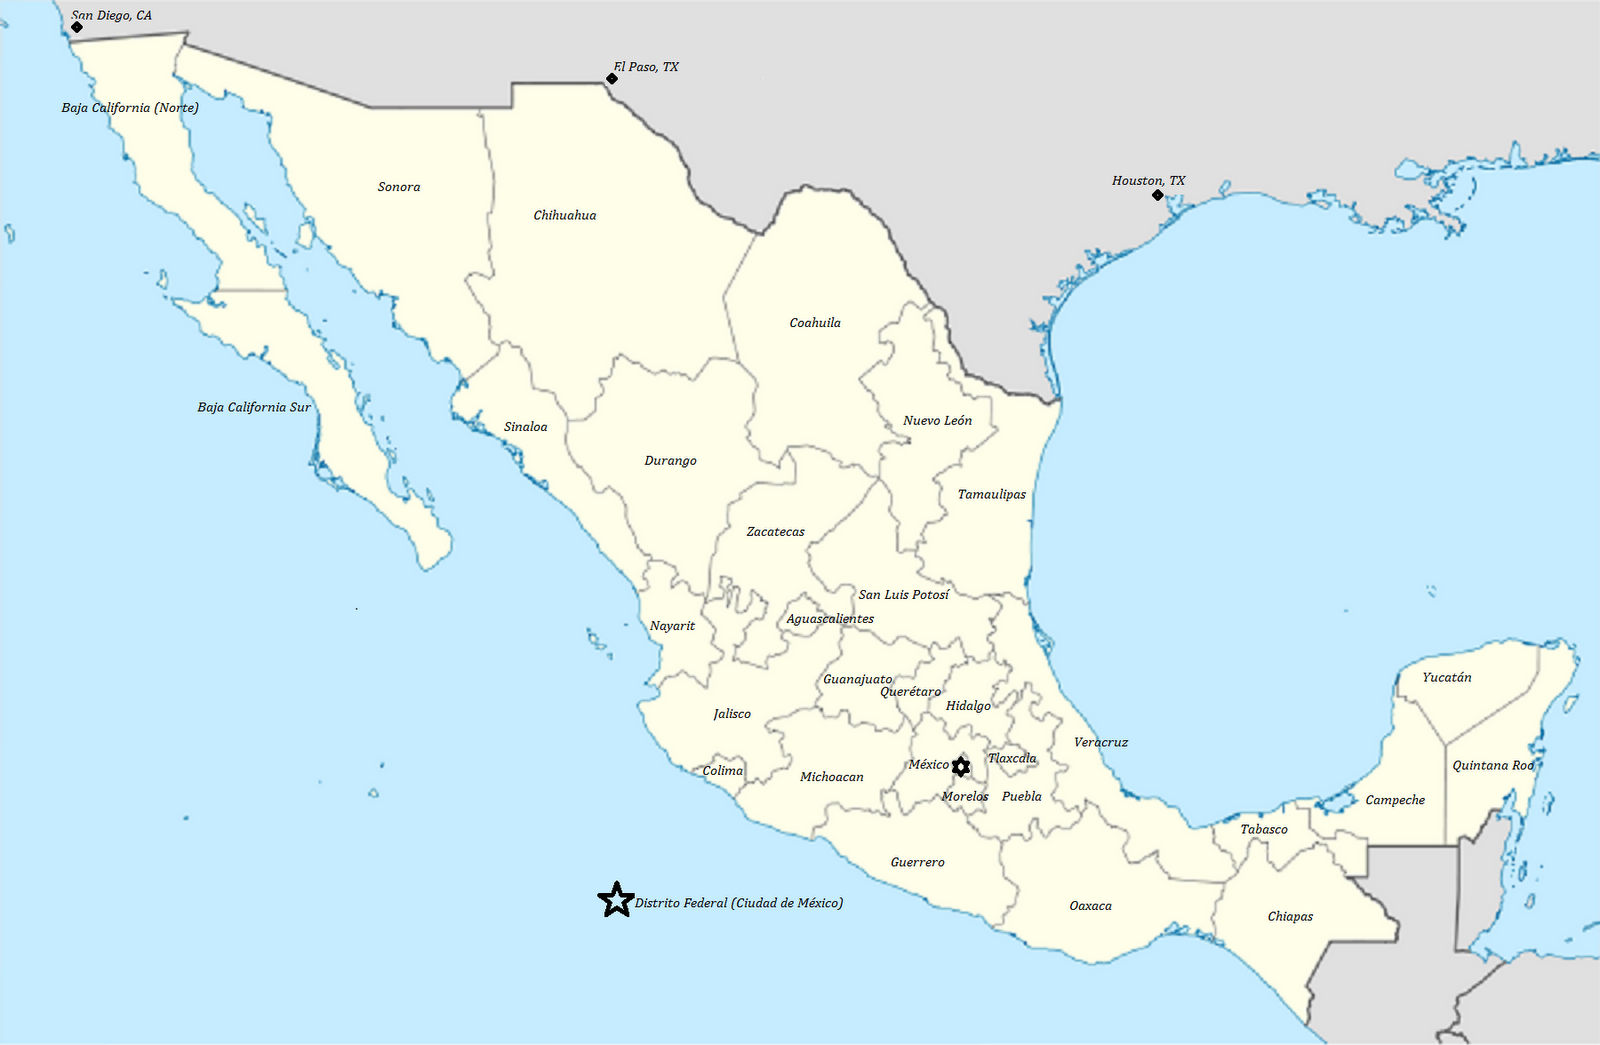 San Diego, CA
El Paso, TX
Baja California (Norte)
Houston, TX
Sonora
Chihuahua
Coahuila
Baja California Sur
Nuevo León
Sinaloa
Durango
Tamaulipas
Zacatecas
San Luis Potosí
Aguascalientes
Nayarit
Guanajuato
Yucatán
Querétaro
Hidalgo
Jalisco
Veracruz
Tlaxcala
México
Quintana Roo
Colima
Michoacan
Morelos
Puebla
Campeche
Tabasco
Guerrero
Distrito Federal (Ciudad de México)
Oaxaca
Chiapas